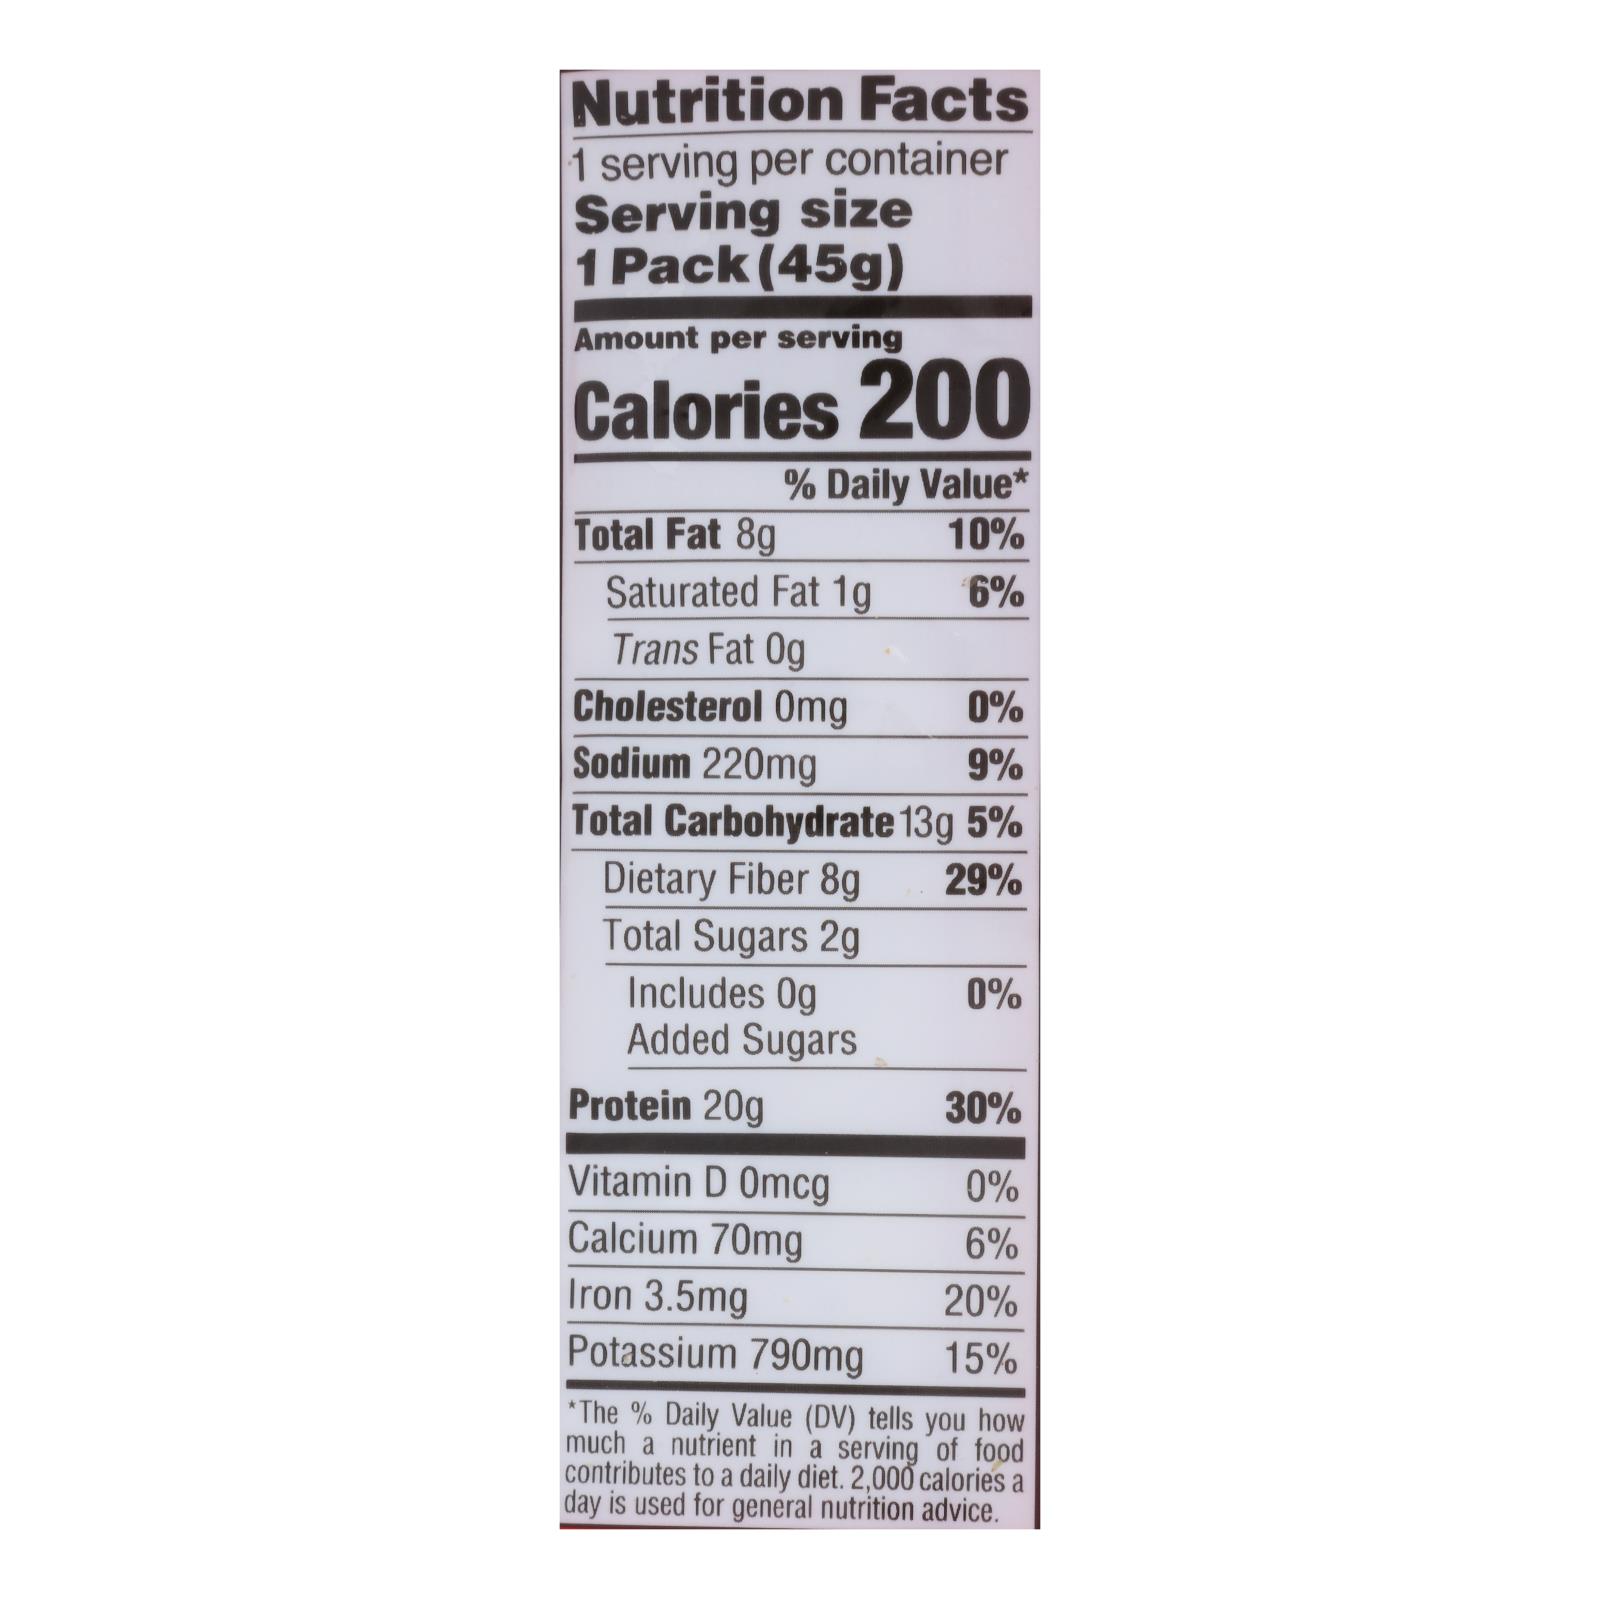 Nutrition Facts
1 serving per container
Serving size
1 Pack (45g)
Amount per serving
Calories 200
% Daily Value*
Total Fat 8g 10%
Saturated Fat 1g 6%
Trans Fat 0g
Cholesterol 0mg 0%
Sodium 220mg 9%
Total Carbohydrate 13g 5%
Dietary Fiber 8g 29%
Total Sugars 2g
Includes 0g 0%
Added Sugars
Protein 20g 30%
Vitamin D 0mcg 0%
Calcium 70mg 6%
Iron 3.5mg 20%
Potassium 790mg 15%
*The % Daily Value (DV) tells you how
much a nutrient in a serving of food
contributes to a daily diet. 2,000 calories a
day is used for general nutrition advice.